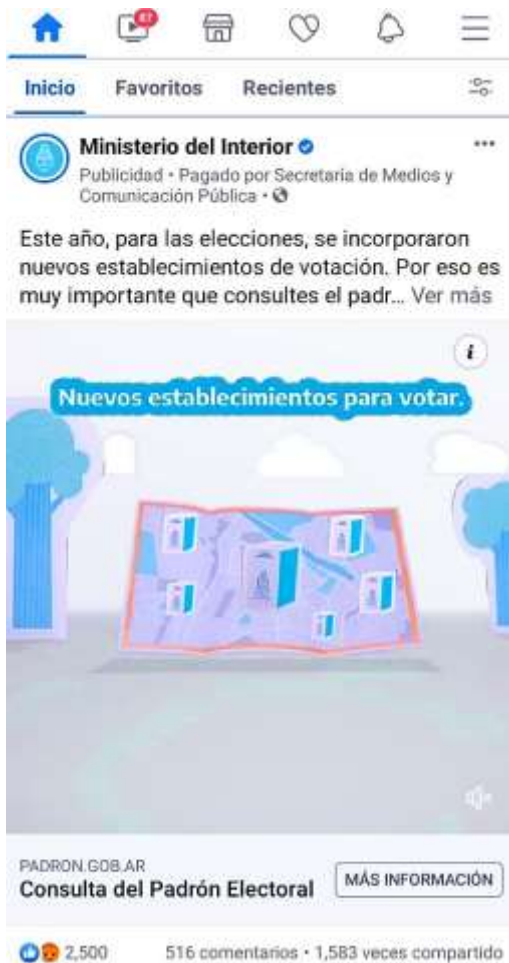 87
Inicio Favoritos Recientes
Ministerio del Interior
Publicidad • Pagado por Secretaría de Medios y
Comunicación Pública •
Este año, para las elecciones, se incorporaron
nuevos establecimientos de votación. Por eso es
muy importante que consultes el padr... Ver más
i
Nuevos establecimientos para votar.
PADRON.GOB.AR
Consulta del Padrón Electoral
MÁS INFORMACIÓN
2,500 516 comentarios • 1,583 veces compartido